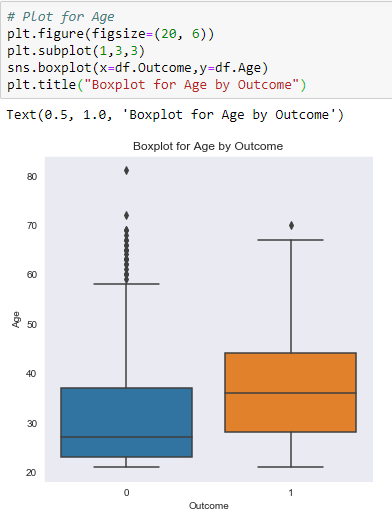 # Plot for Age
plt.figure(figsize=(20, 6))
plt.subplot(1,3,3)
sns.boxplot(x=df.Outcome,y=df.Age)
plt.title("Boxplot for Age by Outcome")
Text(0.5, 1.0, 'Boxplot for Age by Outcome')
Boxplot for Age by Outcome
80
70
60
50
40
30
20
Age
0 1
Outcome